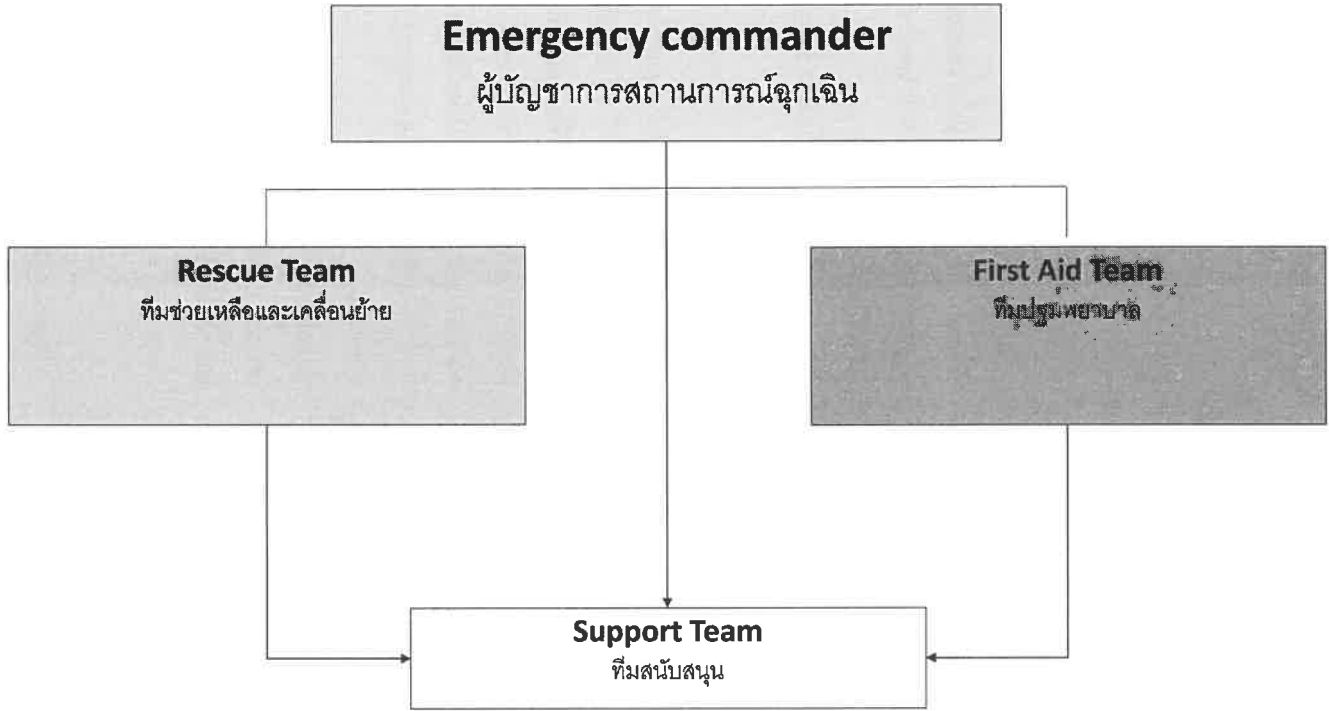 Emergency commander
ผู้บัญชาการสถานการณ์ฉุกเฉิน
Rescue Team
ทีมช่วยเหลือและเคลื่อนย้าย
First Aid Team
ทีมปฐมพยาบาล
Support Team
ทีมสนับสนุน